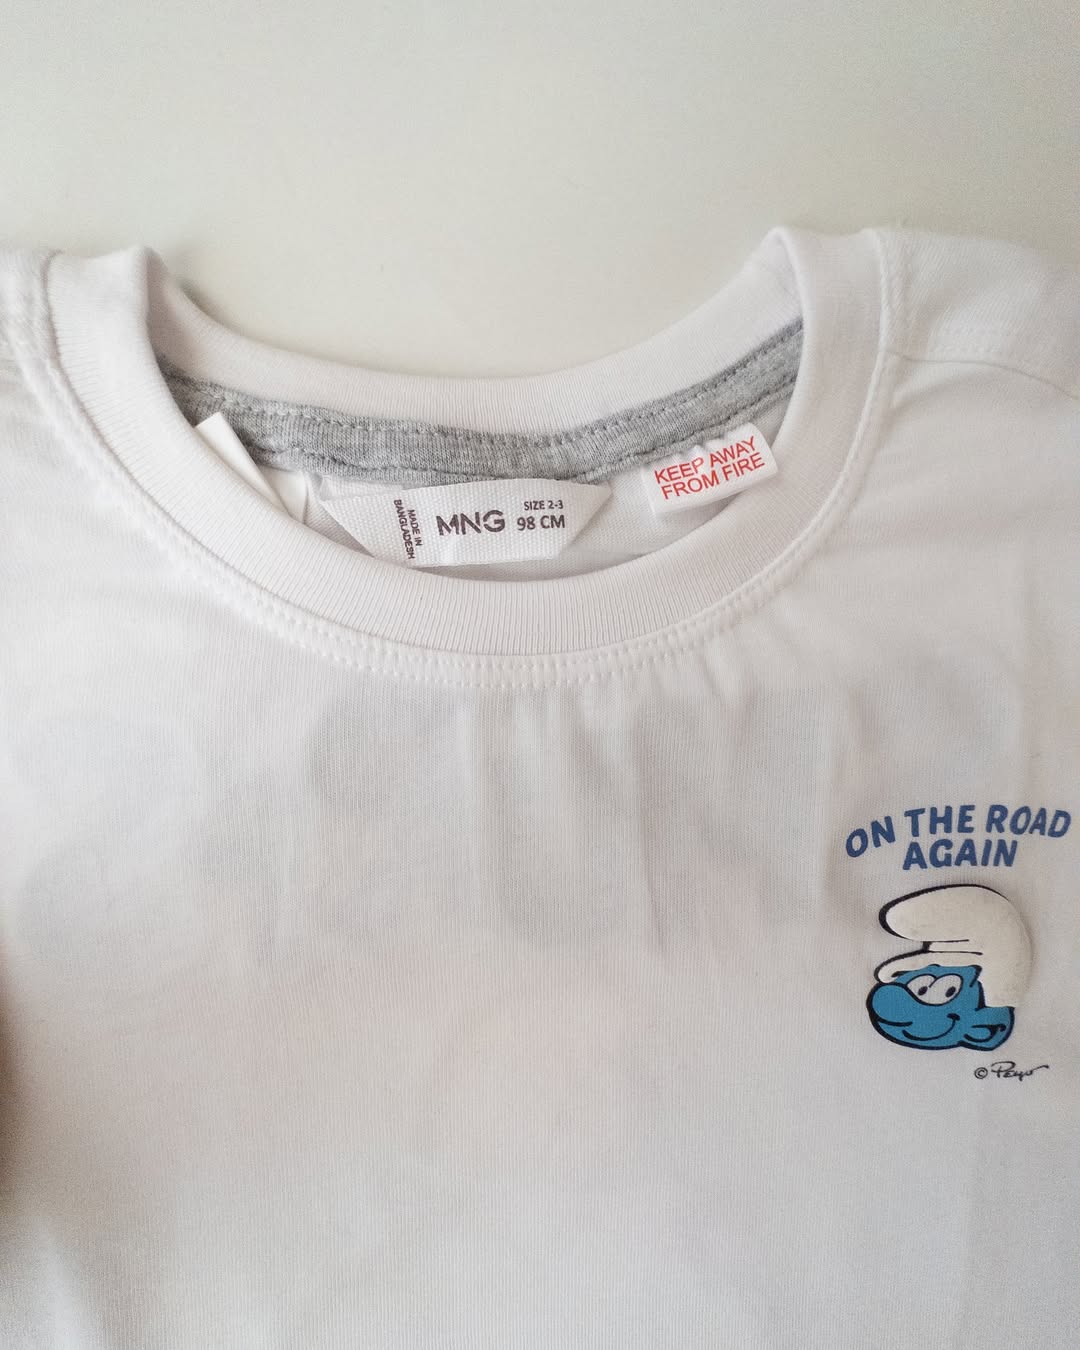 MADE IN
BANGLADESH
MNG
SIZE 2-3
98 CM
KEEP AWAY
FROM FIRE
ON THE ROAD
AGAIN
© Peyo